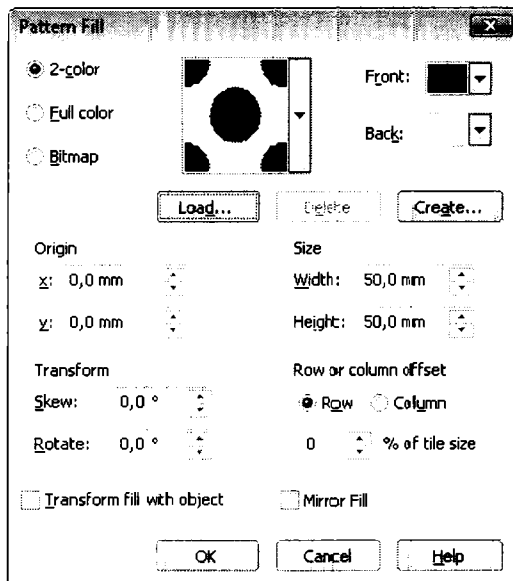 Pattern Fill
2-color
Full color
Bitmap
Front:
Back:
Load...
Delete
Create...
Origin
x: 0,0 mm
y: 0,0 mm
Size
Width: 50,0 mm
Height: 50,0 mm
Transform
Skew: 0,0 °
Rotate: 0,0 °
Row or column offset
Row Column
0 % of tile size
Transform fill with object
Mirror Fill
OK
Cancel
Help